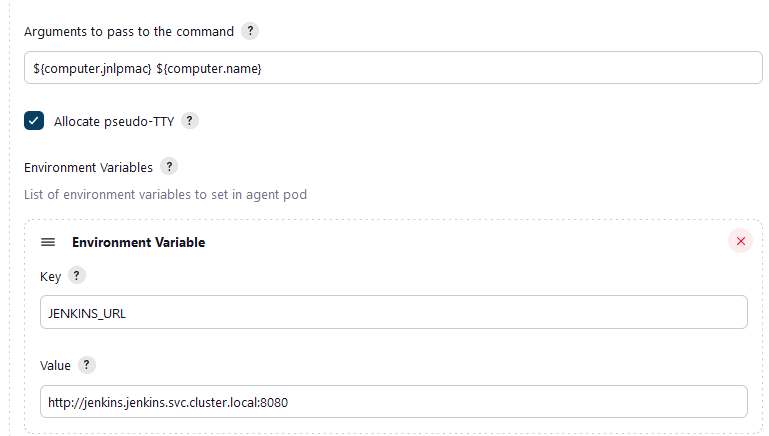 Arguments to pass to the command ?
${computer.jnlpmac} ${computer.name}
Allocate pseudo-TTY ?
Environment Variables ?
List of environment variables to set in agent pod
Environment Variable
Key ?
JENKINS_URL
Value ?
http://jenkins.jenkins.svc.cluster.local:8080